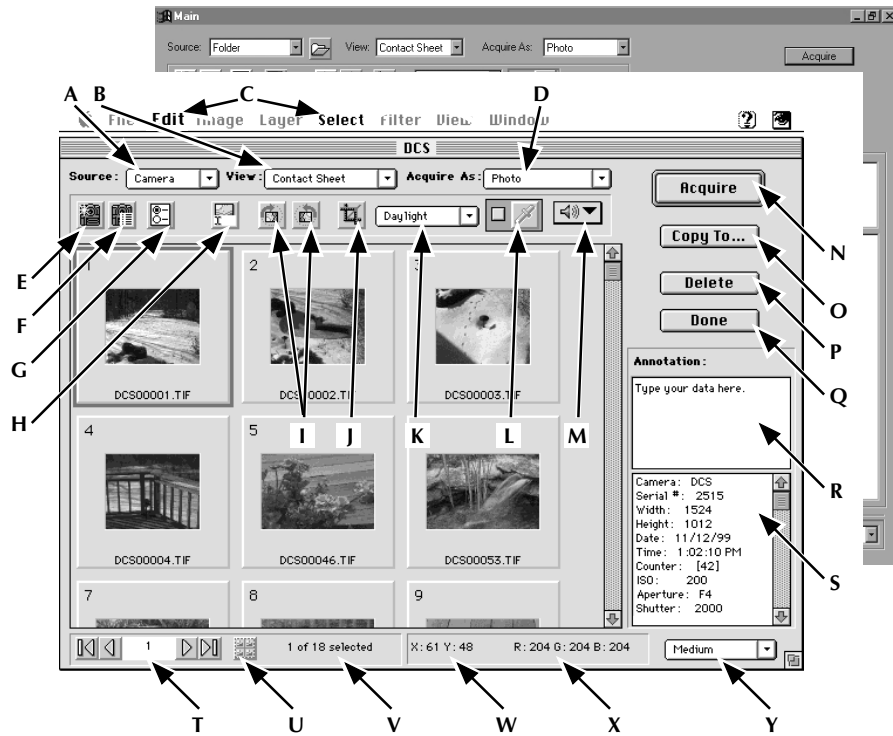 Main
Source: Folder View: Contact Sheet Acquire As: Photo
Acquire
A B C D
File Edit Image Layer Select Filter View Window
DCS
Source: Camera View: Contact Sheet Acquire As: Photo
Acquire
Daylight
Copy To...
N
E
1 2 3
Delete
O
F
Done
P
G
Annotation:
DCS00001.TIF DCS00002.TIF DCS00003.TIF
Type your data here.
Q
H I J K L M
4 5
R
Camera: DCS
Serial #: 2515
Width: 1524
Height: 1012
Date: 11/12/99
Time: 1:02:10 PM
Counter: [42]
ISO: 200
Aperture: F4
Shutter: 2000
S
DCS00004.TIF DCS00046.TIF DCS00053.TIF
7 8 9
1 1 of 18 selected X: 61 Y: 48 R: 204 G: 204 B: 204 Medium
T U V W X Y